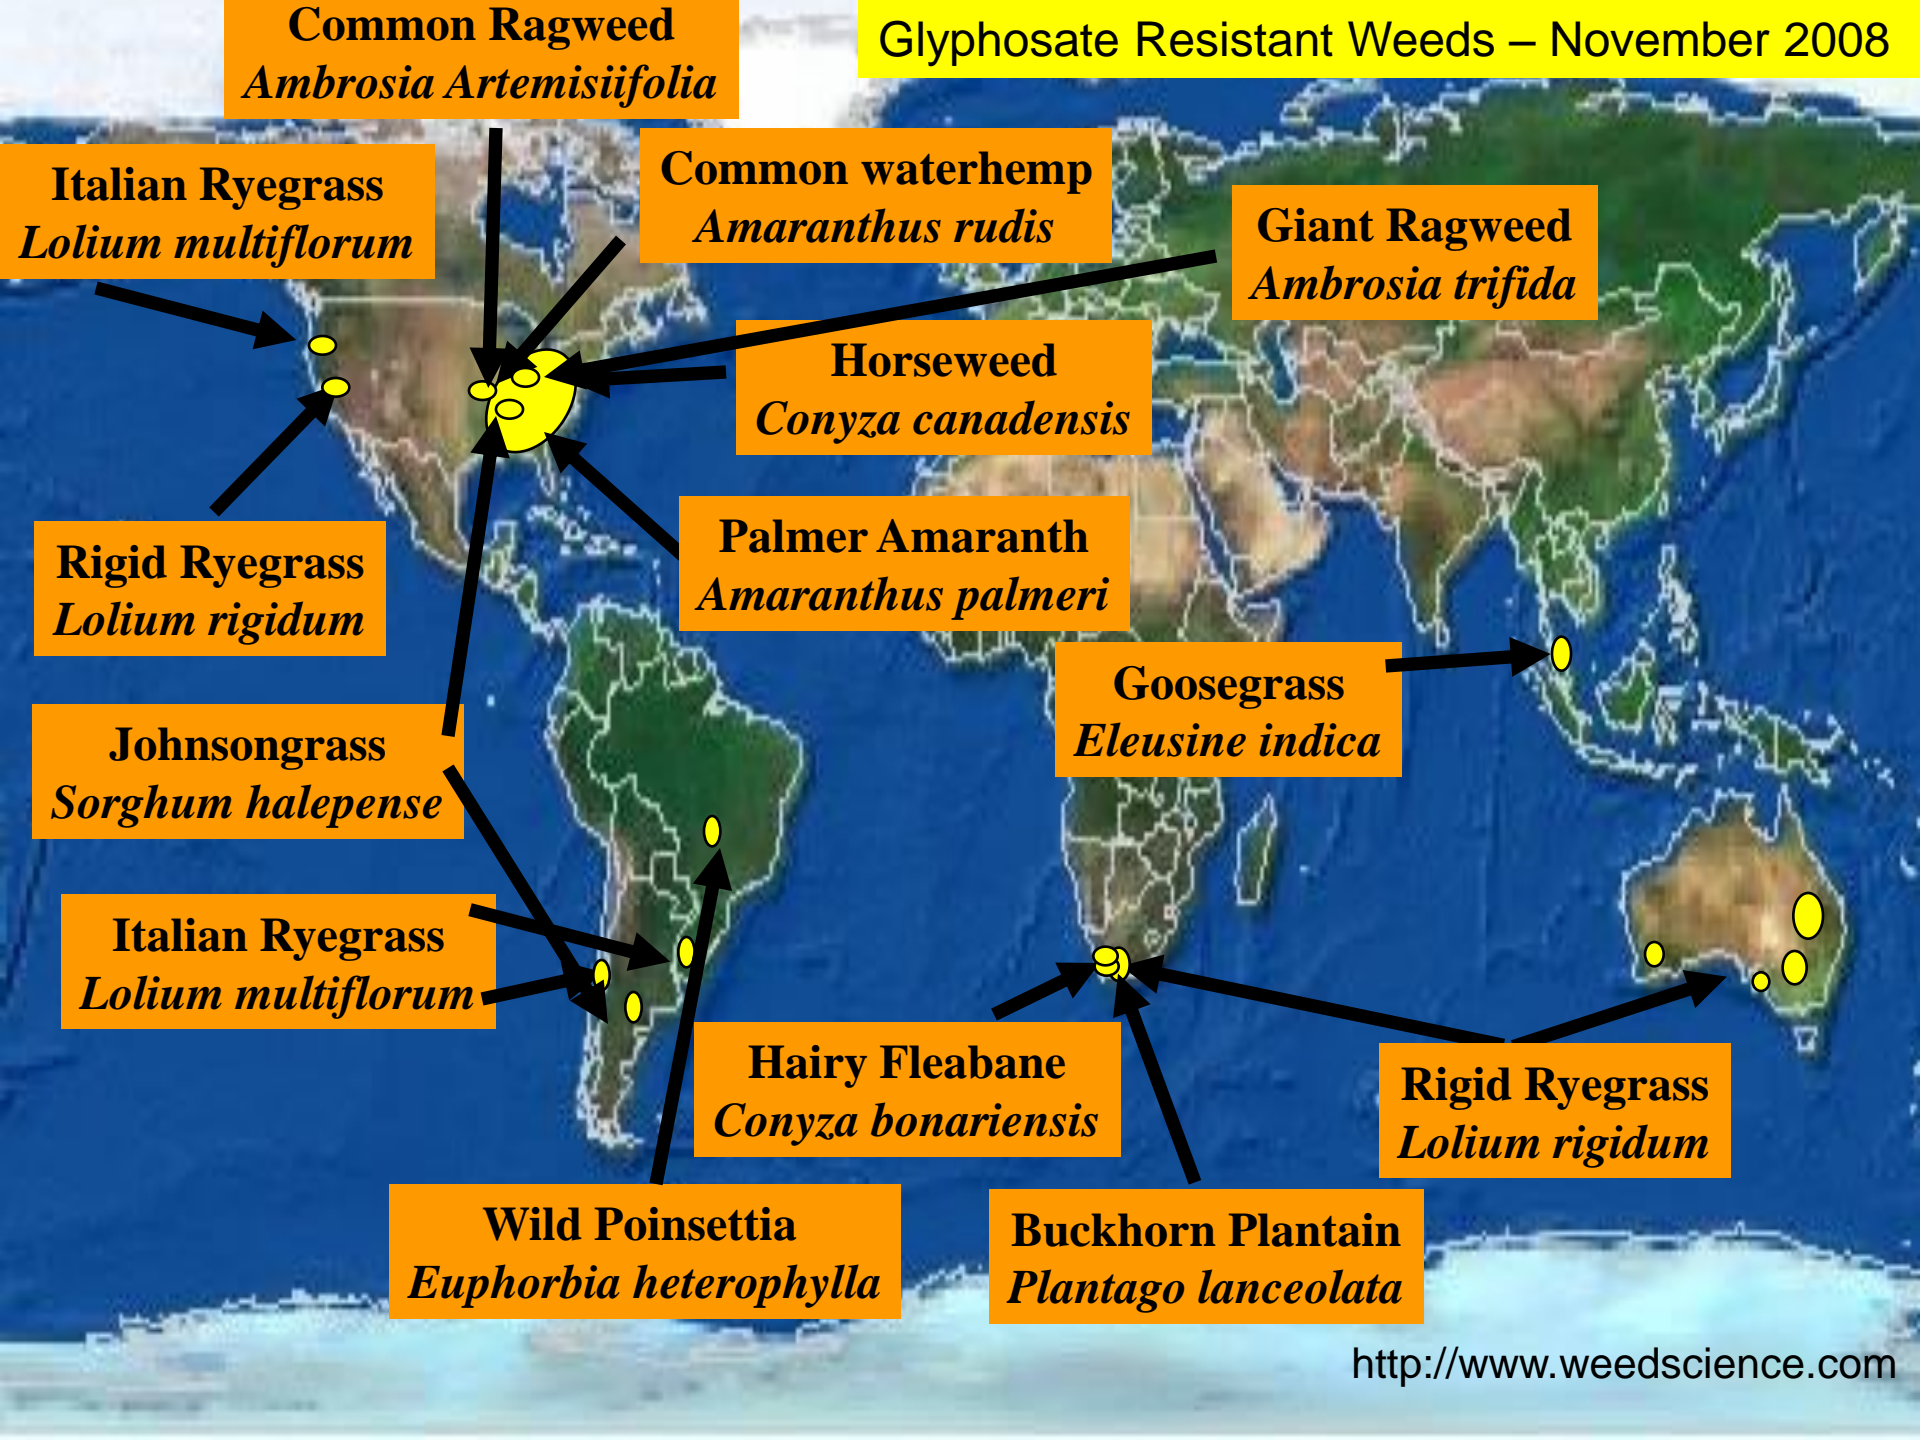 Common Ragweed
Ambrosia Artemisiifolia
Glyphosate Resistant Weeds – November 2008
Italian Ryegrass
Lolium multiflorum
Common waterhemp
Amaranthus rudis
Giant Ragweed
Ambrosia trifida
Horseweed
Conyza canadensis
Rigid Ryegrass
Lolium rigidum
Palmer Amaranth
Amaranthus palmeri
Goosegrass
Eleusine indica
Johnsongrass
Sorghum halepense
Italian Ryegrass
Lolium multiflorum
Hairy Fleabane
Conyza bonariensis
Rigid Ryegrass
Lolium rigidum
Wild Poinsettia
Euphorbia heterophylla
Buckhorn Plantain
Plantago lanceolata
http://www.weedscience.com